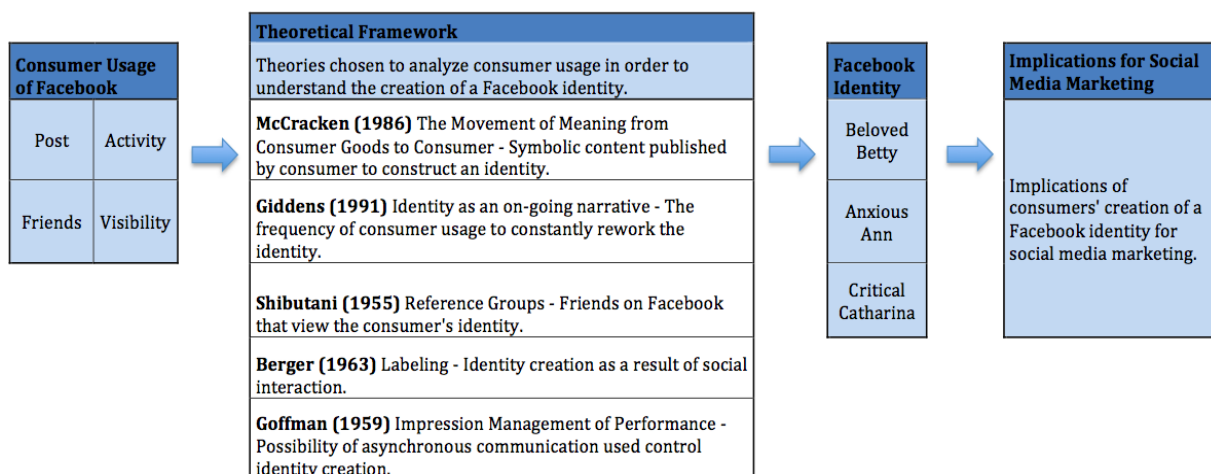 Consumer Usage
of Facebook
Post
Activity
Friends
Visibility
Theoretical Framework
Theories chosen to analyze consumer usage in order to
understand the creation of a Facebook identity.
McCracken (1986) The Movement of Meaning from
Consumer Goods to Consumer - Symbolic content published
by consumer to construct an identity.
Giddens (1991) Identity as an on-going narrative - The
frequency of consumer usage to constantly rework the
identity.
Shibutani (1955) Reference Groups - Friends on Facebook
that view the consumer's identity.
Berger (1963) Labeling - Identity creation as a result of social
interaction.
Goffman (1959) Impression Management of Performance -
Possibility of asynchronous communication used control
identity creation.
Facebook
Identity
Beloved
Betty
Anxious
Ann
Critical
Catharina
Implications for Social
Media Marketing
Implications of
consumers' creation of a
Facebook identity for
social media marketing.